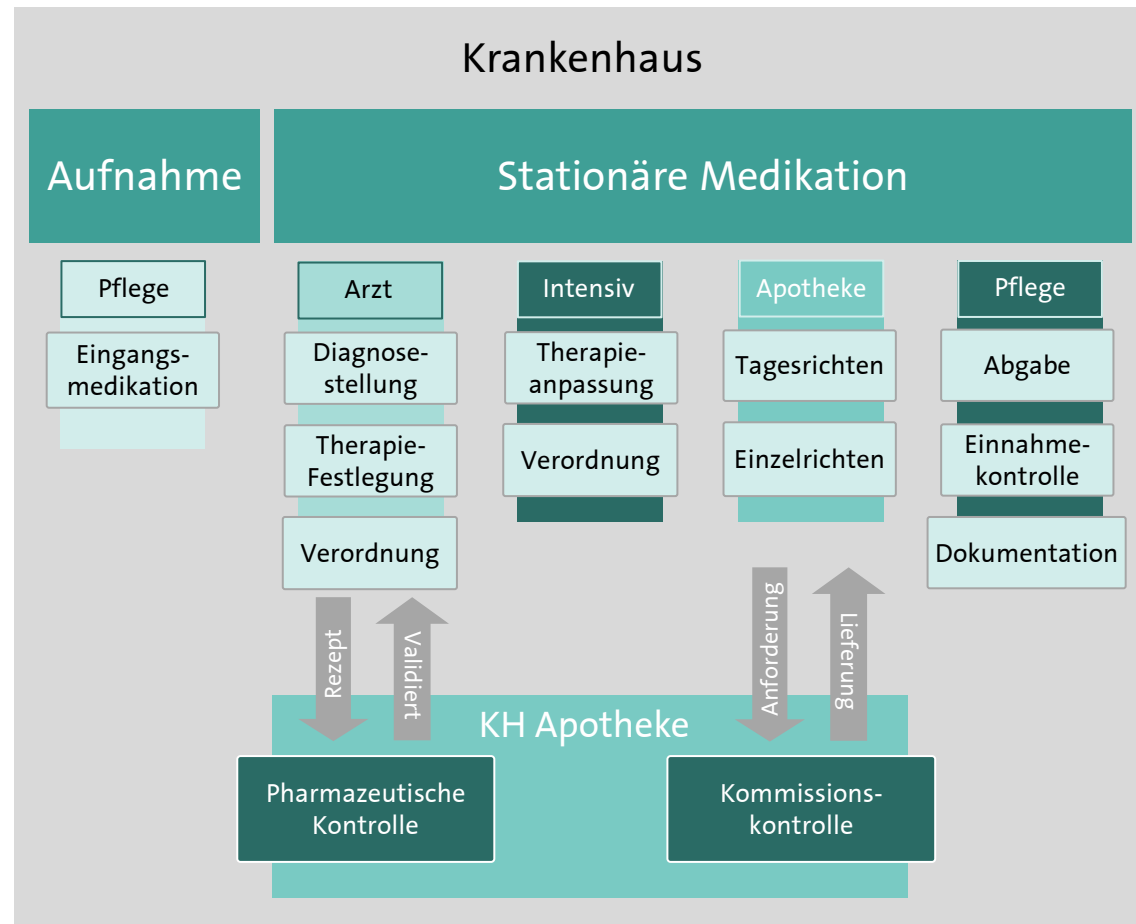 Krankenhaus
Aufnahme
Stationäre Medikation
Pflege
Eingangs-
medikation
Arzt
Diagnose-
stellung
Therapie-
Festlegung
Verordnung
Intensiv
Therapie-
anpassung
Verordnung
Apotheke
Tagesrichten
Einzelrichten
Pflege
Abgabe
Einnahme-
kontrolle
Dokumentation
Rezept
Validiert
Anforderung
Lieferung
KH Apotheke
Pharmazeutische
Kontrolle
Kommissions-
kontrolle